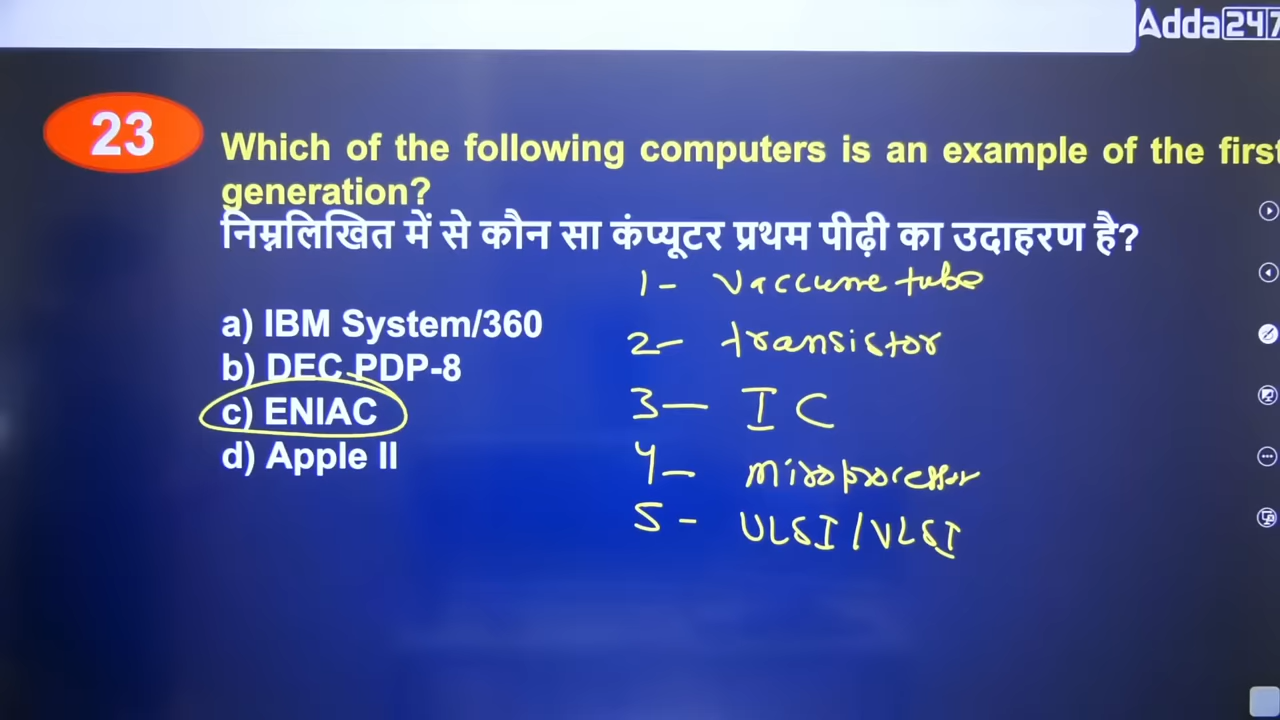 Adda247
23
Which of the following computers is an example of the first
generation?
निम्नलिखित में से कौन सा कंप्यूटर प्रथम पीढ़ी का उदाहरण है?
1- Vaccume tube
a) IBM System/360
2- transistor
b) DEC PDP-8
3- IC
c) ENIAC
d) Apple II
4- microprocessor
5- ULSI/VLSI